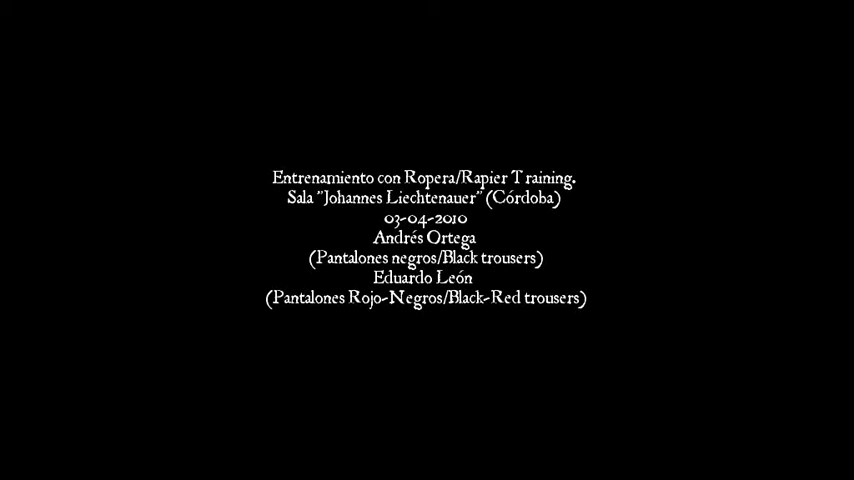 Entrenamiento con Ropera/Rapier Training.
Sala "Johannes Liechtenauer" (Córdoba)
03-04-2010
Andrés Ortega
(Pantalones negros/Black trousers)
Eduardo León
(Pantalones Rojo-Negros/Black-Red trousers)